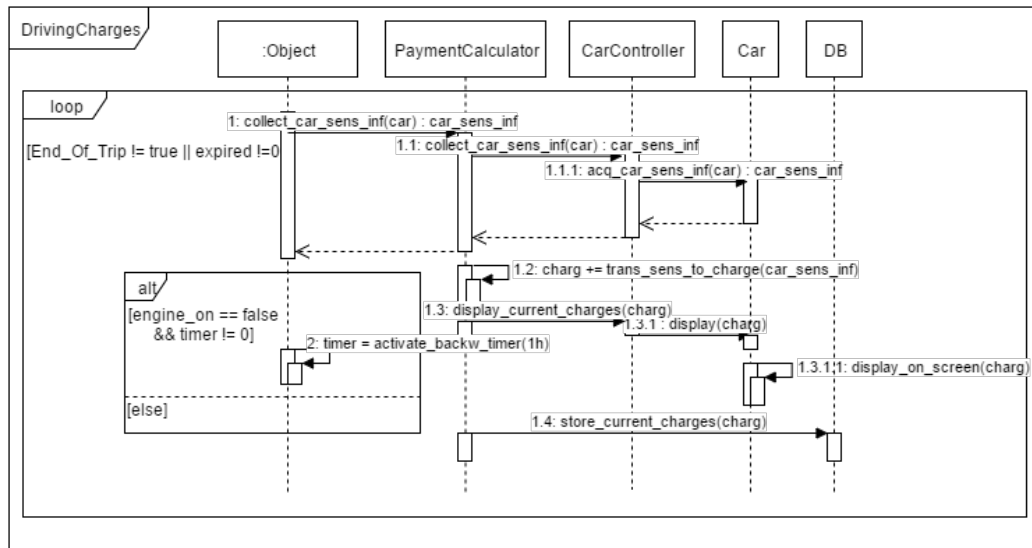 DrivingCharges
:Object
PaymentCalculator
CarController
Car
DB
loop
1: collect_car_sens_inf(car) : car_sens_inf
[End_Of_Trip != true || expired !=0
1.1: collect_car_sens_inf(car) : car_sens_inf
1.1.1: acq_car_sens_inf(car) : car_sens_inf
1.2: charg += trans_sens_to_charge(car_sens_inf)
alt
[engine_on == false
&& timer != 0]
1.3: display_current_charges(charg)
1.3.1 : display(charg)
2: timer = activate_backw_timer(1h)
1.3.1.1: display_on_screen(charg)
[else]
1.4: store_current_charges(charg)